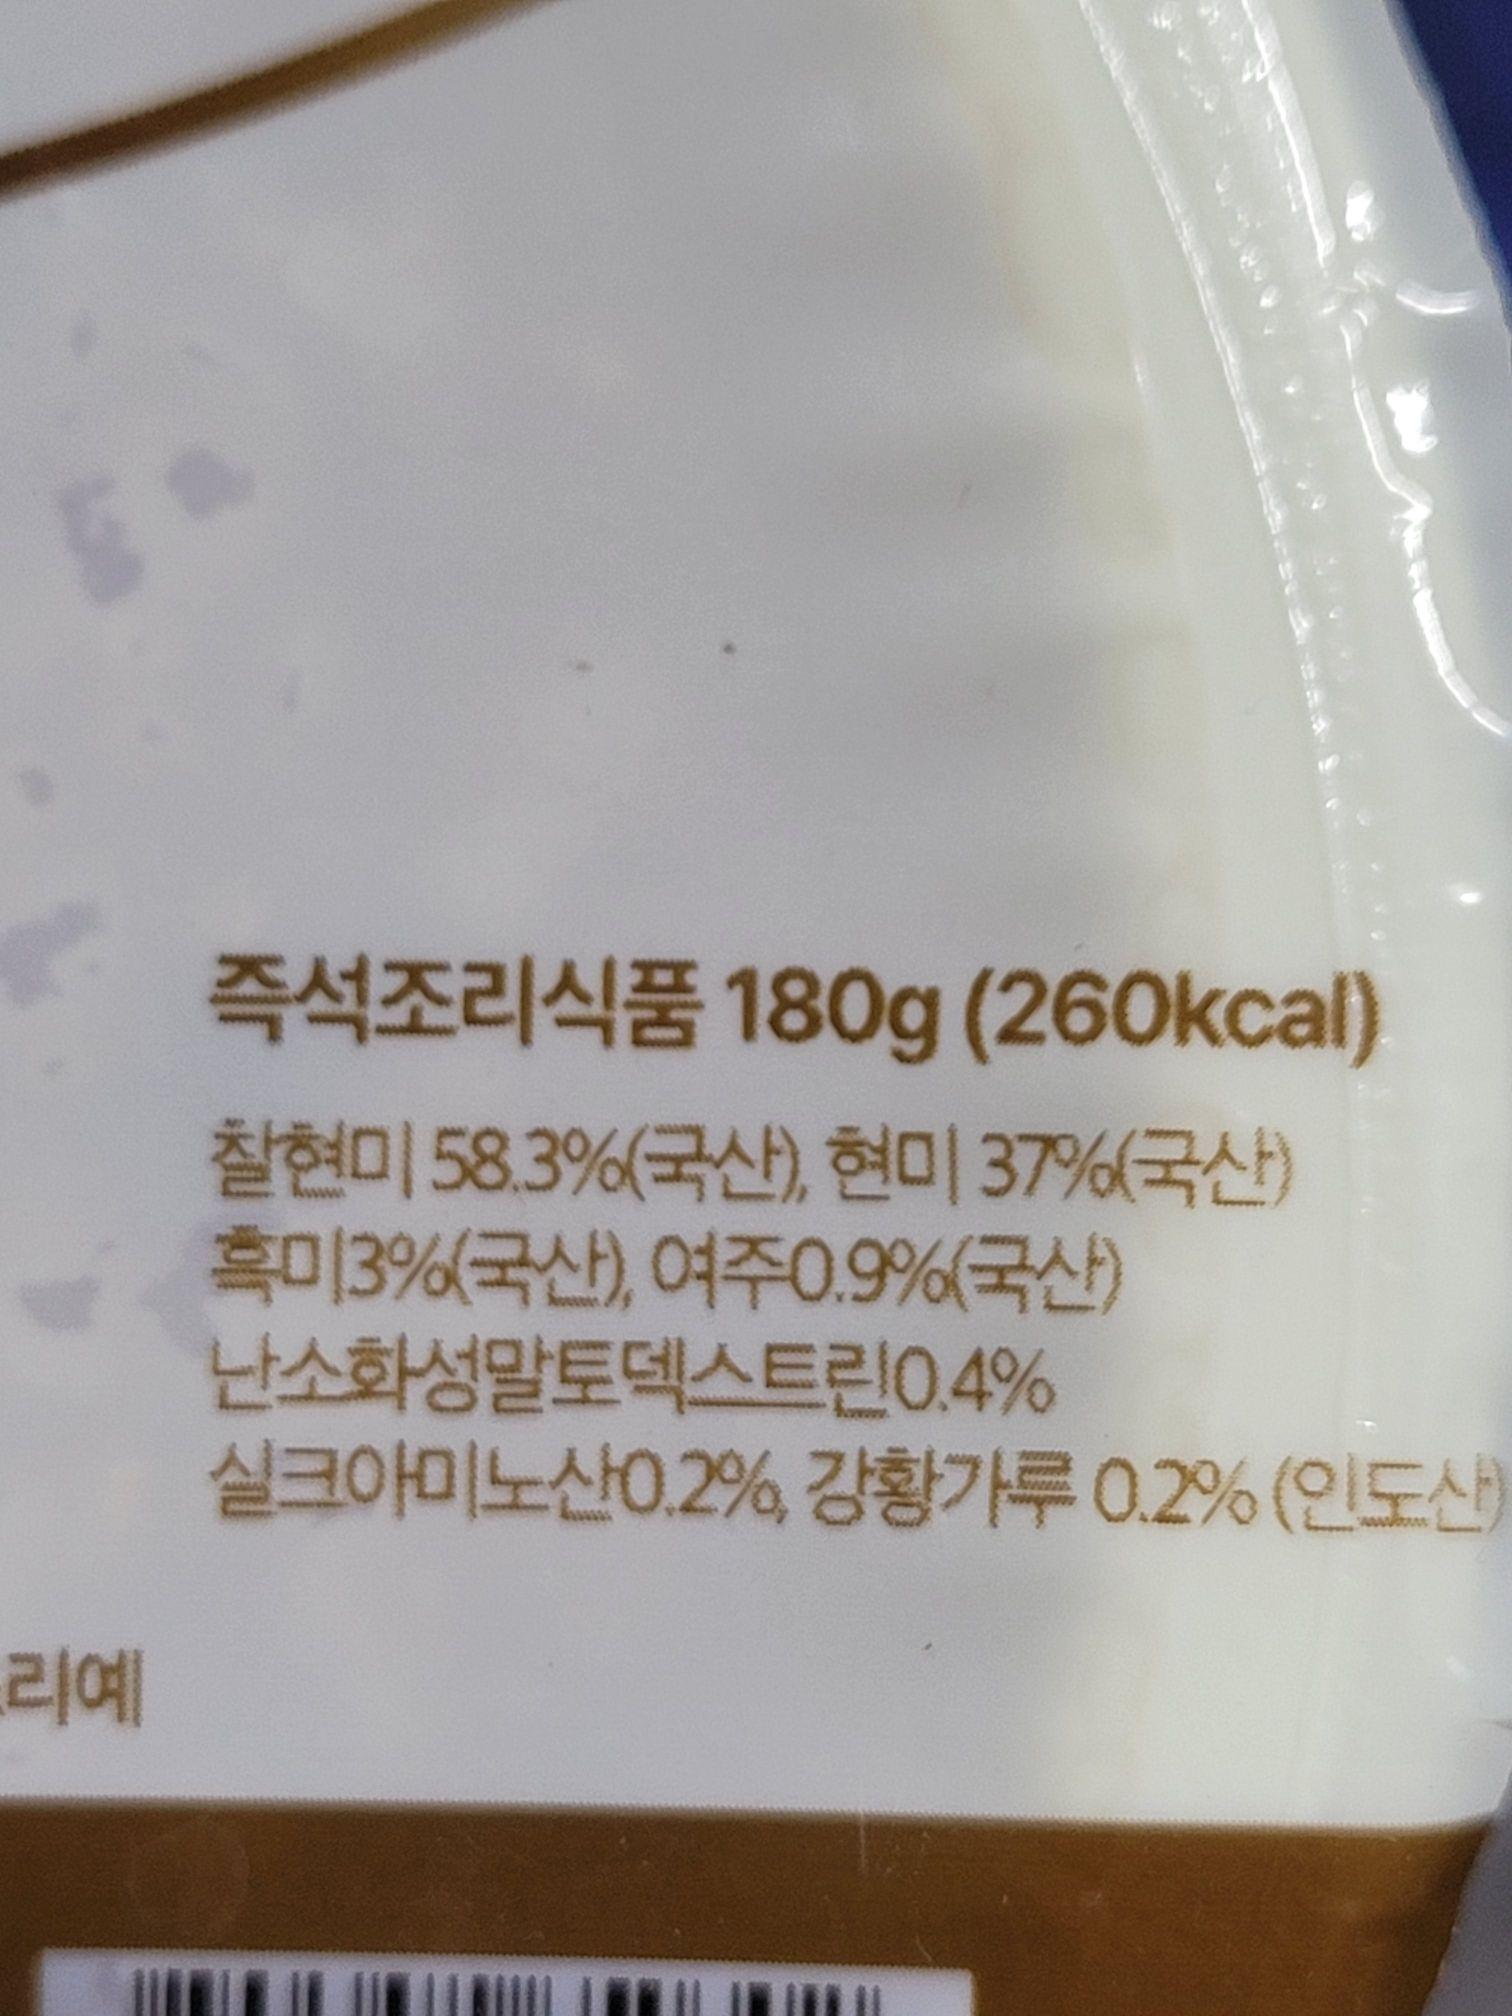 즉석조리식품 180g (260kcal)
찰현미 58.3%(국산), 현미 37%(국산)
흑미3%(국산), 여주0.9%(국산)
난소화성말토덱스트린0.4%
실크아미노산0.2%, 강황가루 0.2% (인도산)
리예